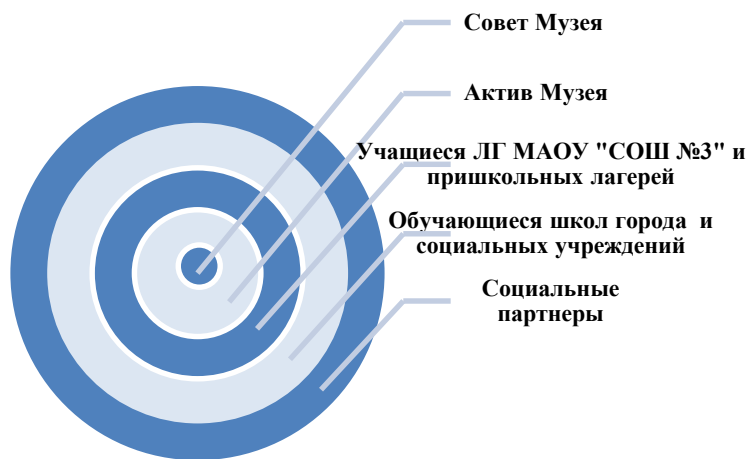 Совет Музея
Актив Музея
Учащиеся ЛГ МАОУ "СОШ №3" и
пришкольных лагерей
Обучающиеся школ города и
социальных учреждений
Социальные
партнеры